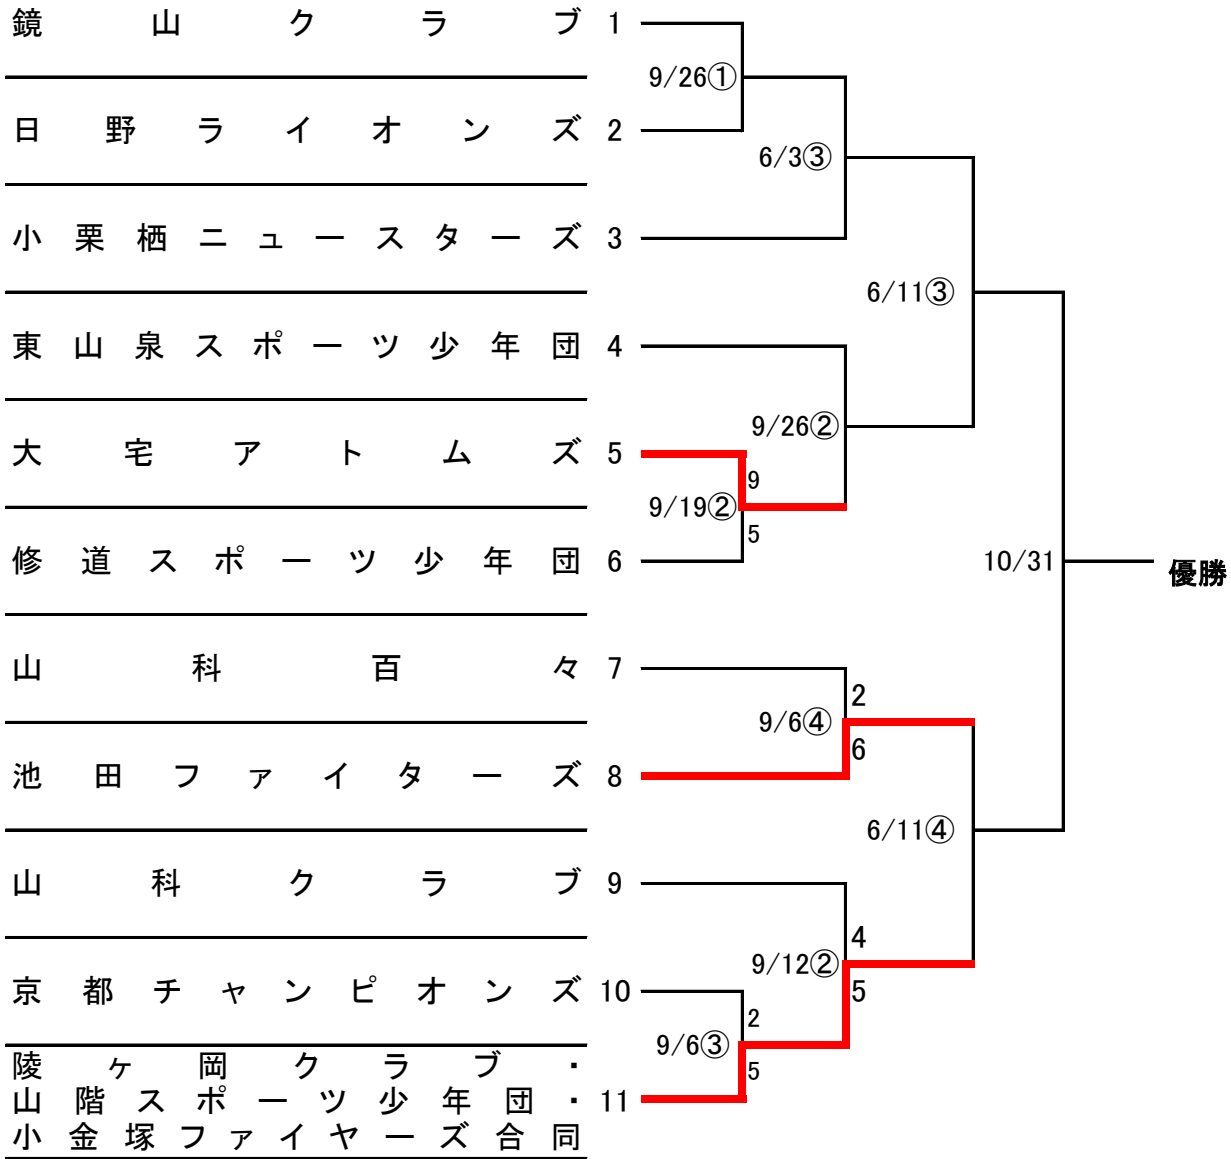 鏡山クラブ 1
9/26①
日野ライオンズ 2
6/3③
小栗栖ニュースターズ 3
6/11③
東山泉スポーツ少年団 4
9/26②
大宅アトムズ 5
9
9/19②
5
修道スポーツ少年団 6
10/31
優勝
山科百々 7
2
9/6④
6
池田ファイターズ 8
6/11④
山科クラブ 9
4
9/12②
5
京都チャンピオンズ 10
2
9/6③
5
陵ヶ岡クラブ・
山階スポーツ少年団・ 11
小金塚ファイヤーズ合同